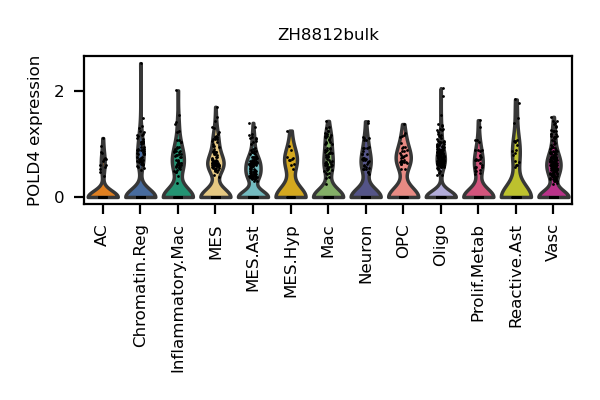 ZH8812bulk
POLD4 expression
2
0
AC
Chromatin.Reg
Inflammatory.Mac
MES
MES.Ast
MES.Hyp
Mac
Neuron
OPC
Oligo
Prolif.Metab
Reactive.Ast
Vasc